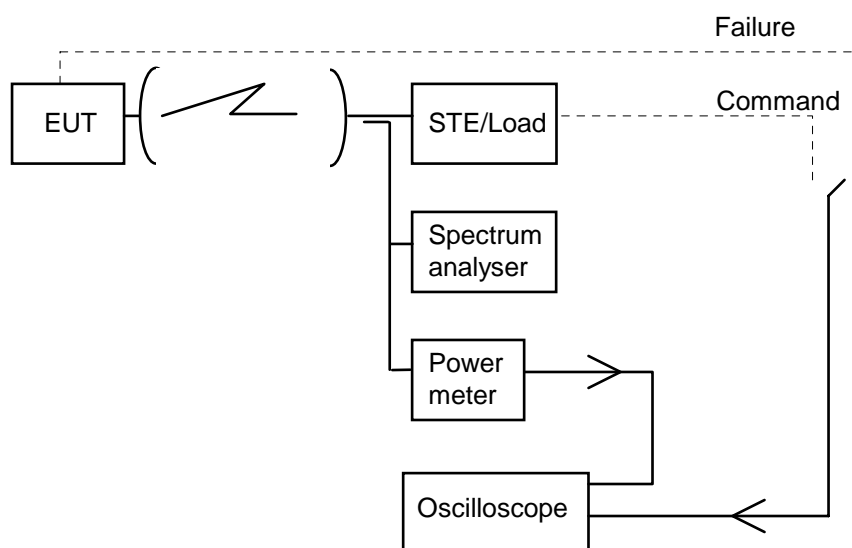 Failure
EUT
STE/Load
Command
Spectrum
analyser
Power
meter
Oscilloscope